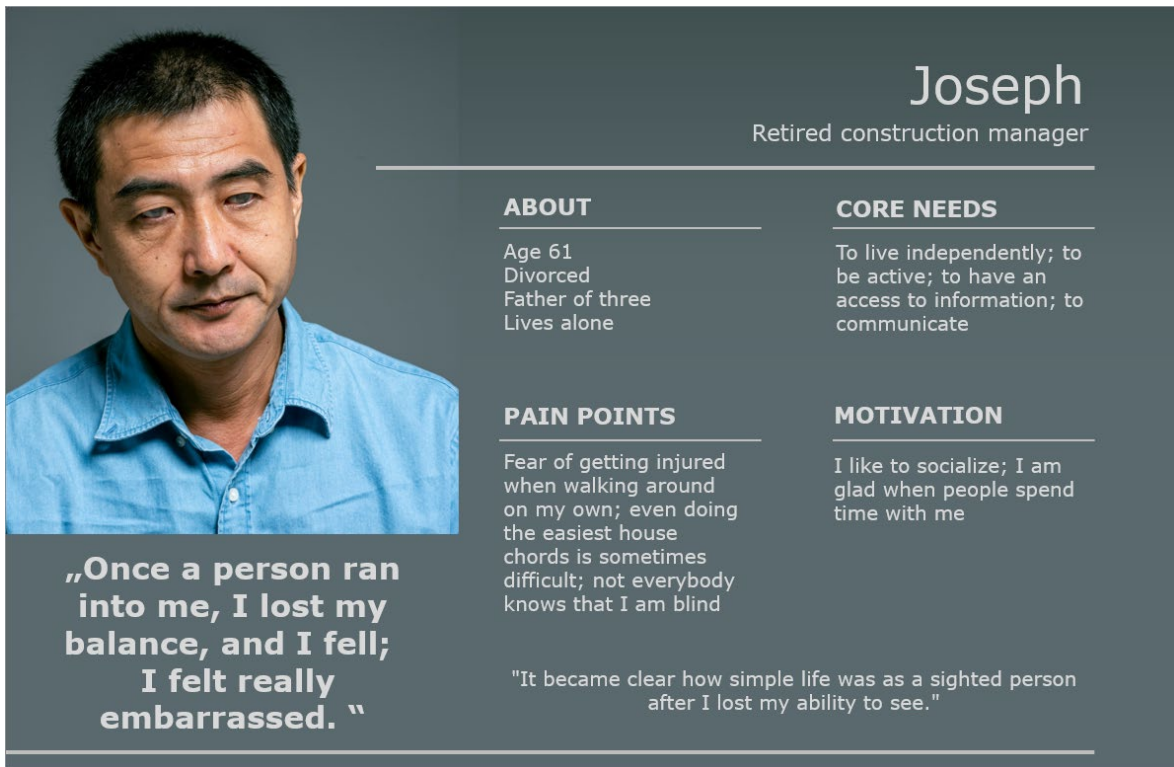 Joseph
Retired construction manager
ABOUT
Age 61
Divorced
Father of three
Lives alone
CORE NEEDS
To live independently; to
be active; to have an
access to information; to
communicate
PAIN POINTS
Fear of getting injured
when walking around
on my own; even doing
the easiest house
chords is sometimes
difficult; not everybody
knows that I am blind
MOTIVATION
I like to socialize; I am
glad when people spend
time with me
„Once a person ran
into me, I lost my
balance, and I fell;
I felt really
embarrassed. “
"It became clear how simple life was as a sighted person
after I lost my ability to see."